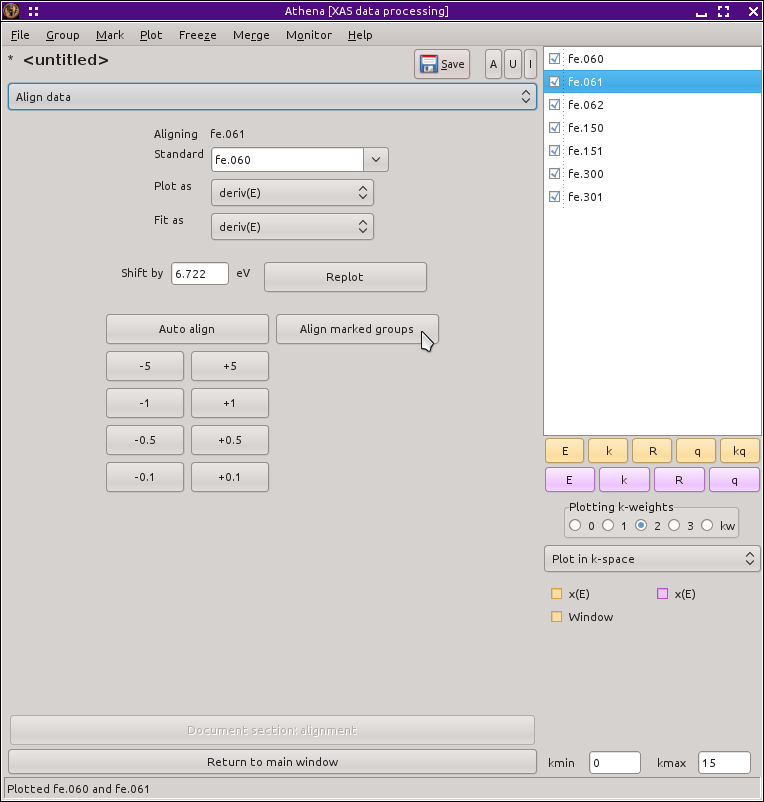 Athena [XAS data processing]
File Group Mark Plot Freeze Merge Monitor Help
* <untitled>
Save
A U I
Align data
Aligning fe.061
Standard fe.060
Plot as deriv(E)
Fit as deriv(E)
Shift by 6.722 eV Replot
Auto align Align marked groups
-5 +5
-1 +1
-0.5 +0.5
-0.1 +0.1
Document section: alignment
Return to main window
Plotted fe.060 and fe.061
fe.060
fe.061
fe.062
fe.150
fe.151
fe.300
fe.301
E k R q kq
E k R q
Plotting k-weights
0 1 2 3 kw
Plot in k-space
χ(E) χ(E)
Window
kmin 0 kmax 15